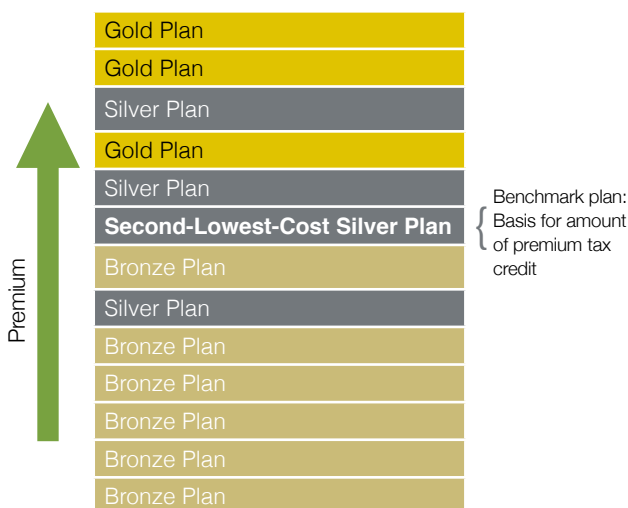 Gold Plan
Gold Plan
Silver Plan
Gold Plan
Silver Plan
Second-Lowest-Cost Silver Plan
Bronze Plan
Silver Plan
Bronze Plan
Bronze Plan
Bronze Plan
Bronze Plan
Bronze Plan
Premium
Benchmark plan:
Basis for amount
of premium tax
credit